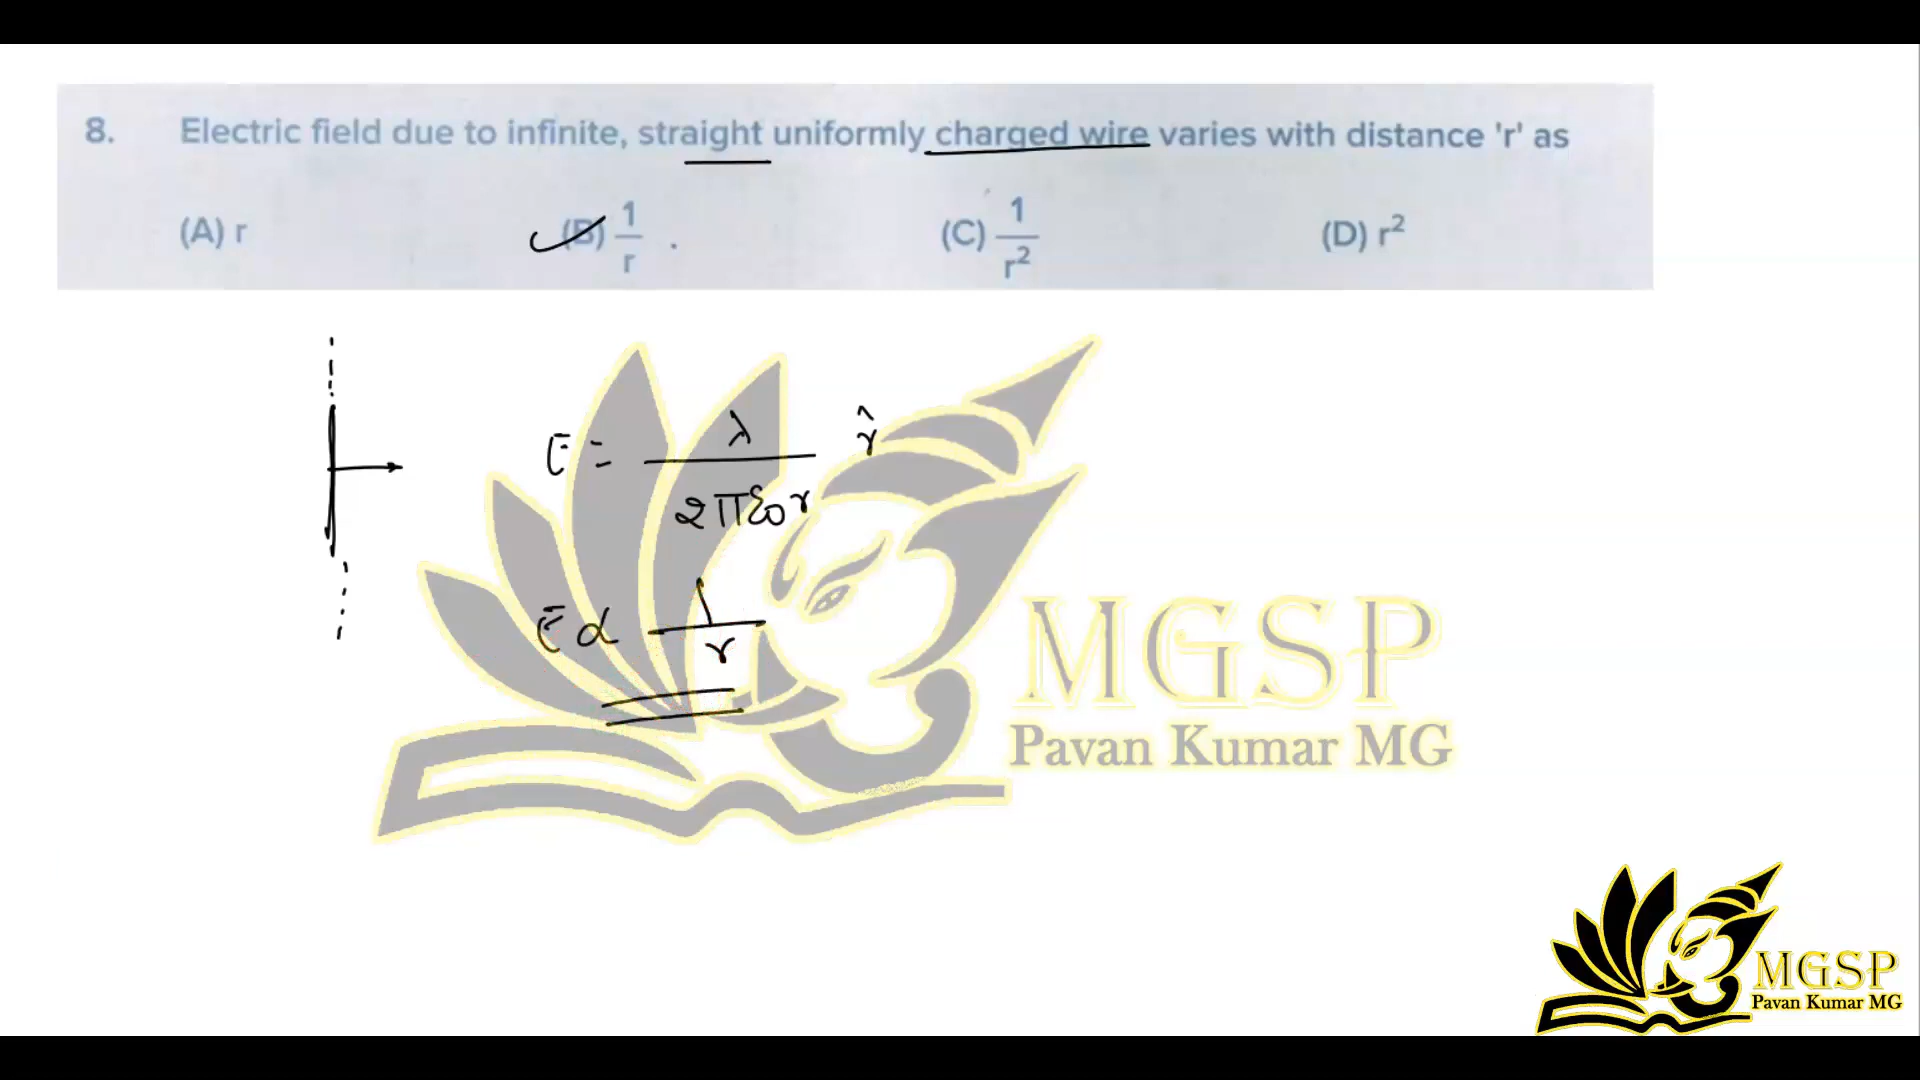 8. Electric field due to infinite, straight uniformly charged wire varies with distance 'r' as
(A) r (B) 1/r . (C) 1/r² (D) r²
E = λ/2πε₀r r̂
E α 1/r
MGSP
Pavan Kumar MG
MGSP
Pavan Kumar MG